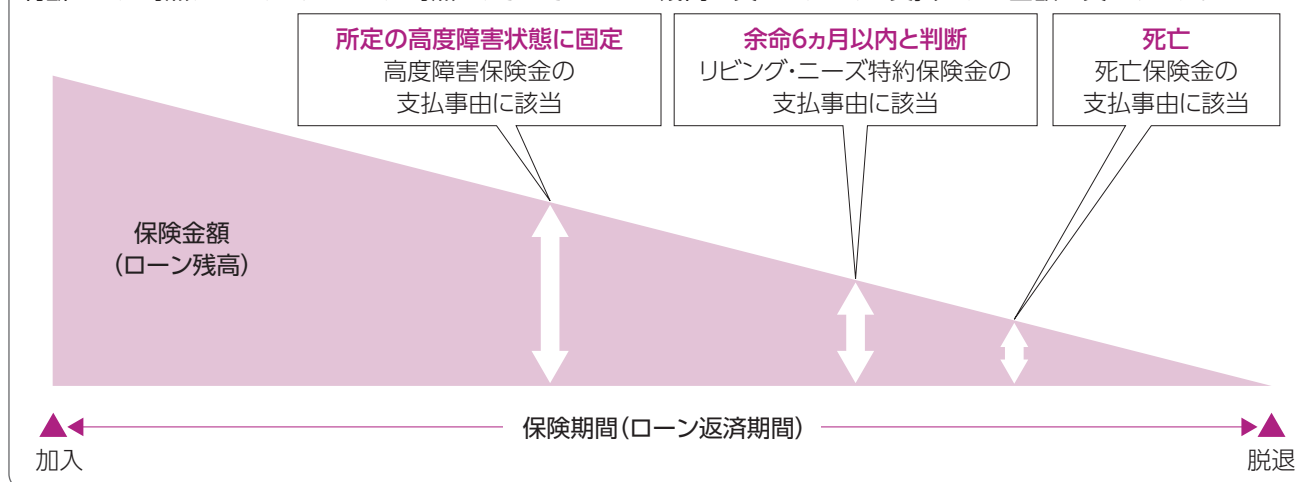 所定の高度障害状態に固定
高度障害保険金の
支払事由に該当
余命6ヵ月以内と判断
リビング・ニーズ特約保険金の
支払事由に該当
死亡
死亡保険金の
支払事由に該当
保険金額
(ローン残高)
保険期間(ローン返済期間)
加入
脱退